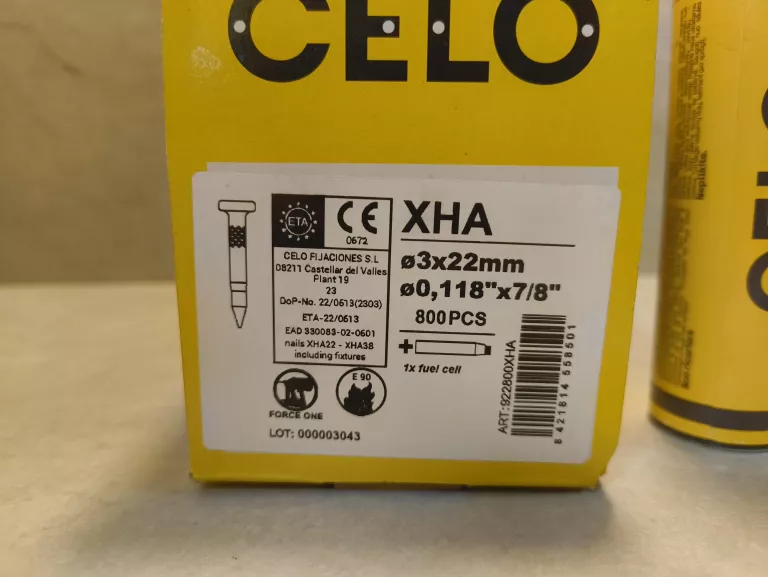 CELO
ETA
CE
0672
CELO FIJACIONES S.L
08211 Castellar del Valles
Plant 19
23
DoP-No. 22/0613(2303)
ETA-22/0613
EAD 330083-02-0601
nails XHA22 - XHA38
including fixtures
XHA
ø3x22mm
ø0,118"x7/8"
800PCS
+
1x fuel cell
FORCE ONE
E 90
LOT: 000003043
ART:922800XHA
8 421814 558501